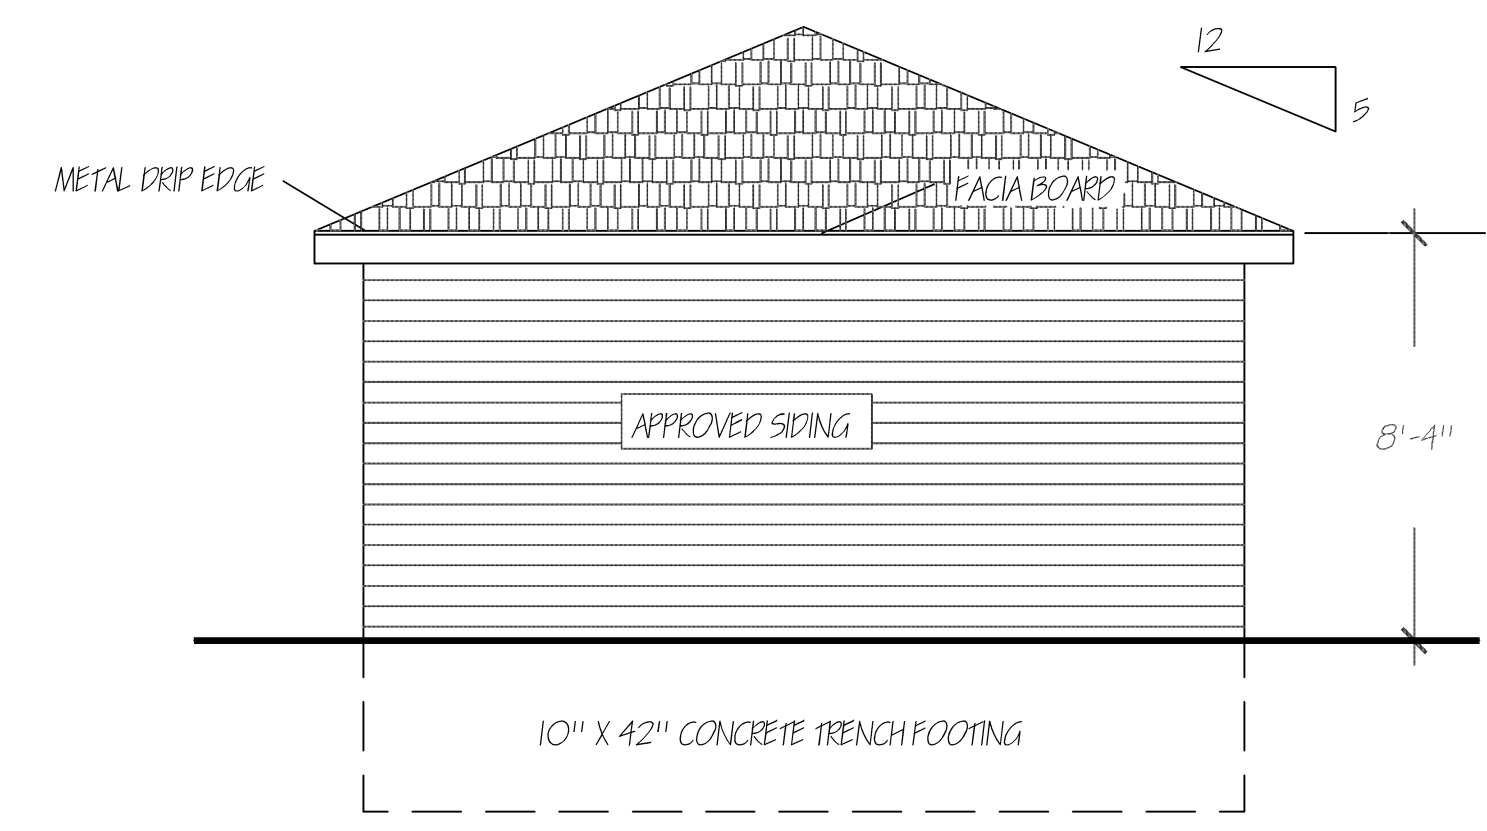 12
5
METAL DRIP EDGE
FACIA BOARD
APPROVED SIDING
8'-4"
10" X 42" CONCRETE TRENCH FOOTING